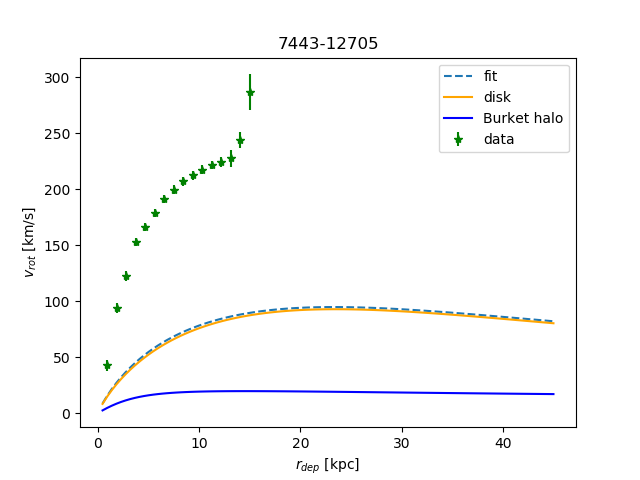 7443-12705
fit
disk
Burket halo
data
300
250
200
150
100
50
0
v_rot [km/s]
0 10 20 30 40
r_dep [kpc]